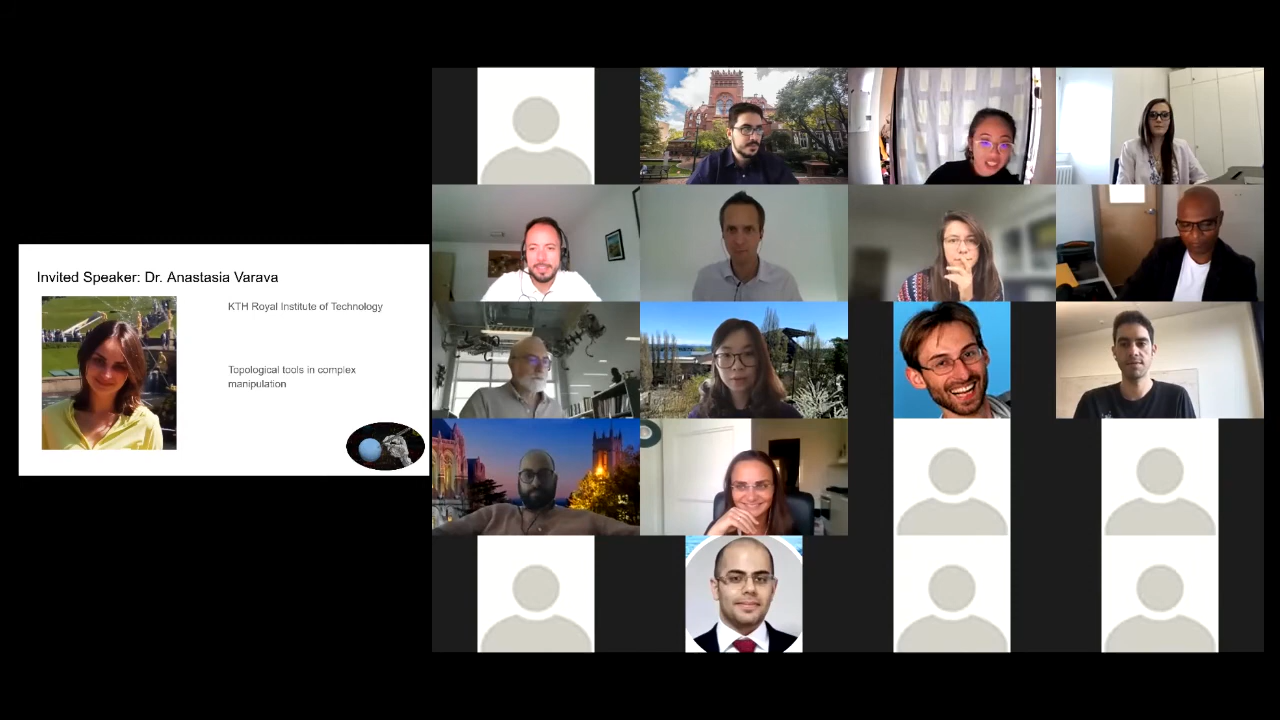 Invited Speaker: Dr. Anastasia Varava
KTH Royal Institute of Technology
Topological tools in complex
manipulation